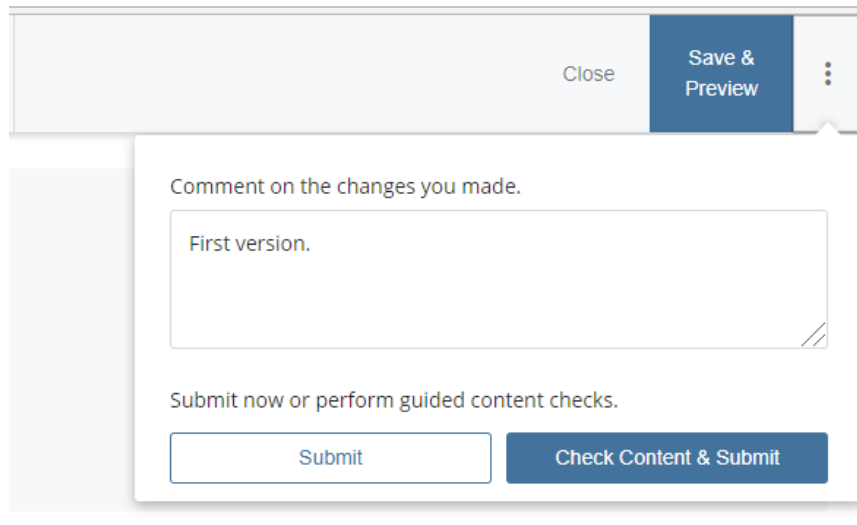 Close
Save &
Preview
Comment on the changes you made.
First version.
Submit now or perform guided content checks.
Submit
Check Content & Submit